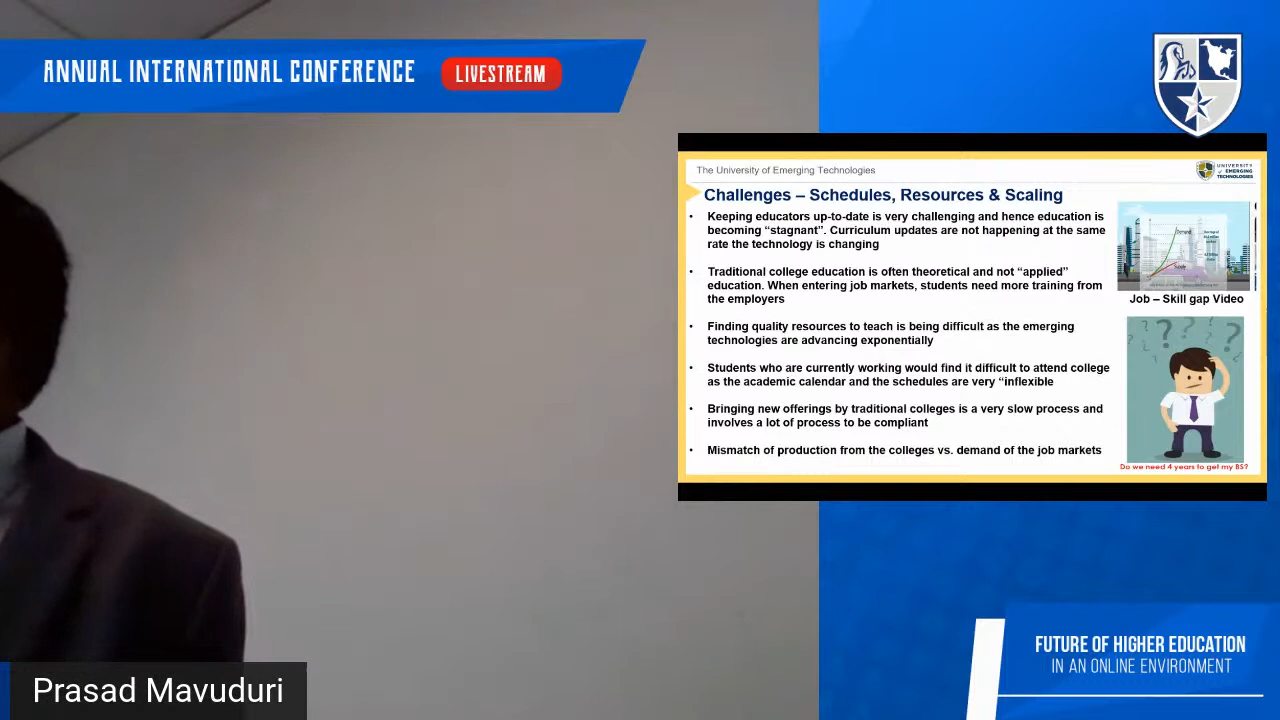 ANNUAL INTERNATIONAL CONFERENCE
LIVESTREAM
The University of Emerging Technologies
UNIVERSITY
of EMERGING
TECHNOLOGIES
Challenges – Schedules, Resources & Scaling
• Keeping educators up-to-date is very challenging and hence education is
becoming “stagnant”. Curriculum updates are not happening at the same
rate the technology is changing
• Traditional college education is often theoretical and not “applied”
education. When entering job markets, students need more training from
the employers
• Finding quality resources to teach is being difficult as the emerging
technologies are advancing exponentially
• Students who are currently working would find it difficult to attend college
as the academic calendar and the schedules are very “inflexible
• Bringing new offerings by traditional colleges is a very slow process and
involves a lot of process to be compliant
• Mismatch of production from the colleges vs. demand of the job markets
Demand
Supply
Job – Skill gap Video
? ? ? ?
Do we need 4 years to get my BS?
FUTURE OF HIGHER EDUCATION
IN AN ONLINE ENVIRONMENT
Prasad Mavuduri